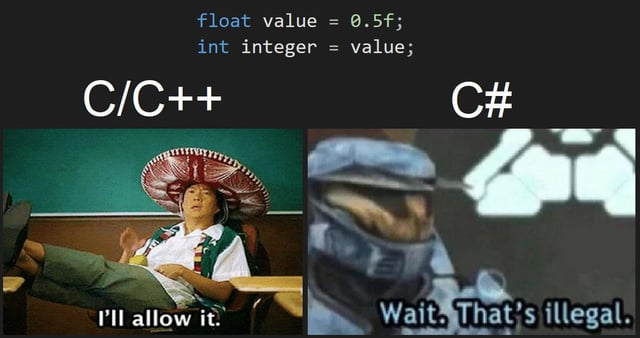 float value = 0.5f;
int integer = value;
C/C++
C#
I'll allow it.
Wait. That's illegal.